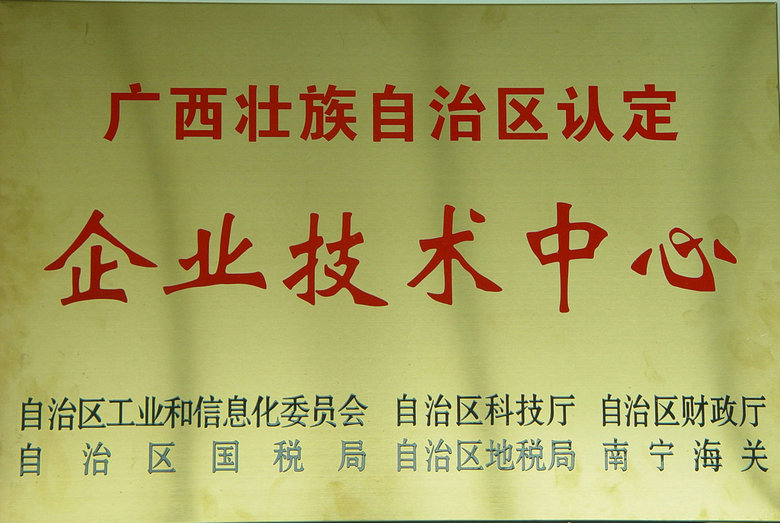 广西壮族自治区认定
企业技术中心
自治区工业和信息化委员会 自治区科技厅 自治区财政厅
自治区国税局 自治区地税局 南宁海关